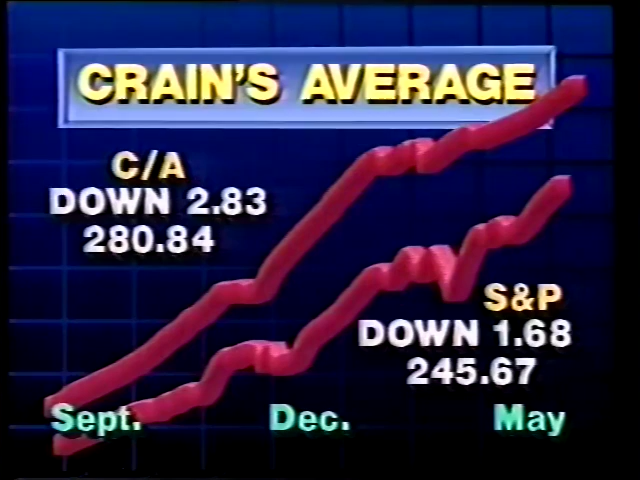 CRAIN'S AVERAGE
C/A
DOWN 2.83
280.84
S&P
DOWN 1.68
245.67
Sept. Dec. May